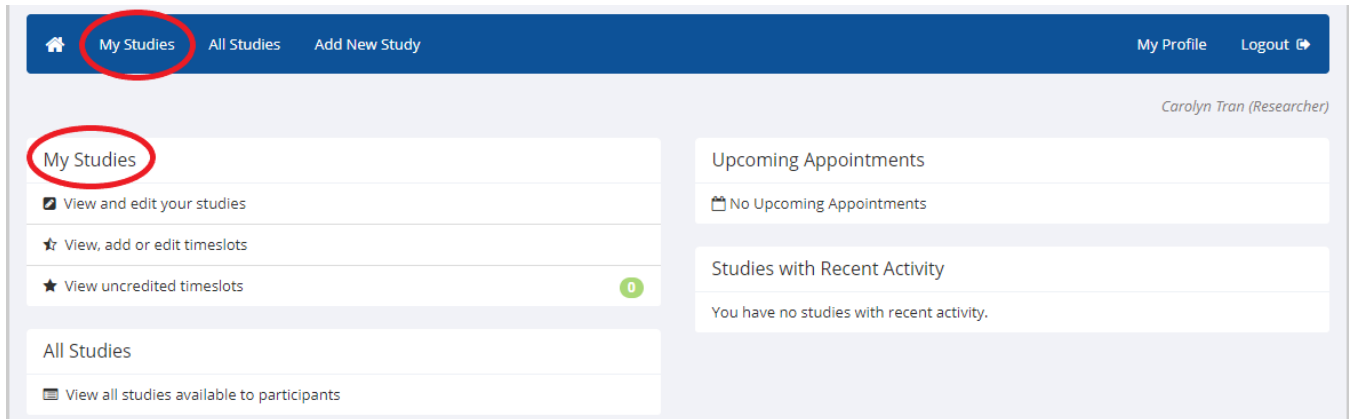 My Studies All Studies Add New Study My Profile Logout
Carolyn Tran (Researcher)
My Studies
View and edit your studies
View, add or edit timeslots
View uncredited timeslots 0
All Studies
View all studies available to participants
Upcoming Appointments
No Upcoming Appointments
Studies with Recent Activity
You have no studies with recent activity.